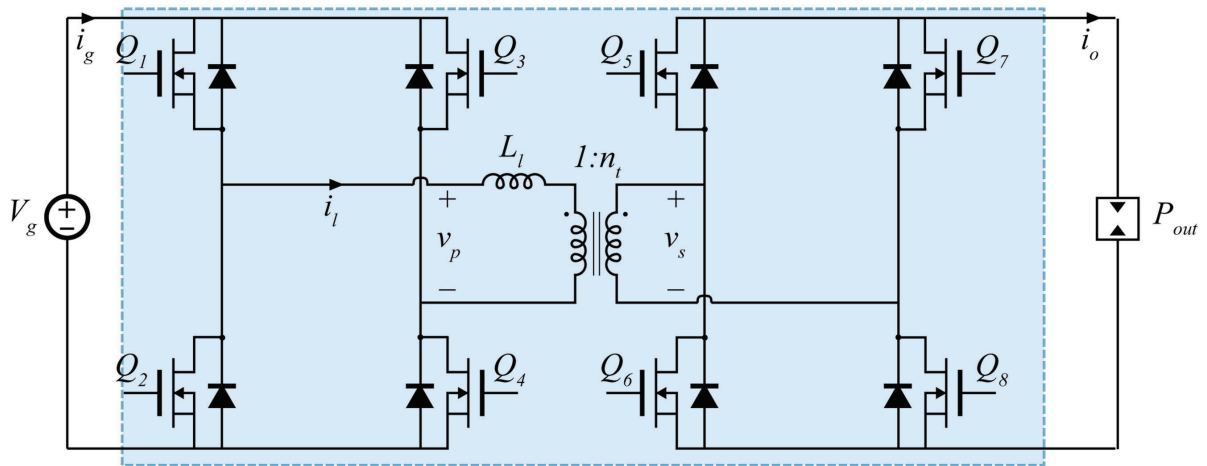 i_g
Q_1
Q_3
Q_5
Q_7
i_o
L_l
1:n_t
V_g
+
−
i_l
+
v_p
−
+
v_s
−
P_out
Q_2
Q_4
Q_6
Q_8